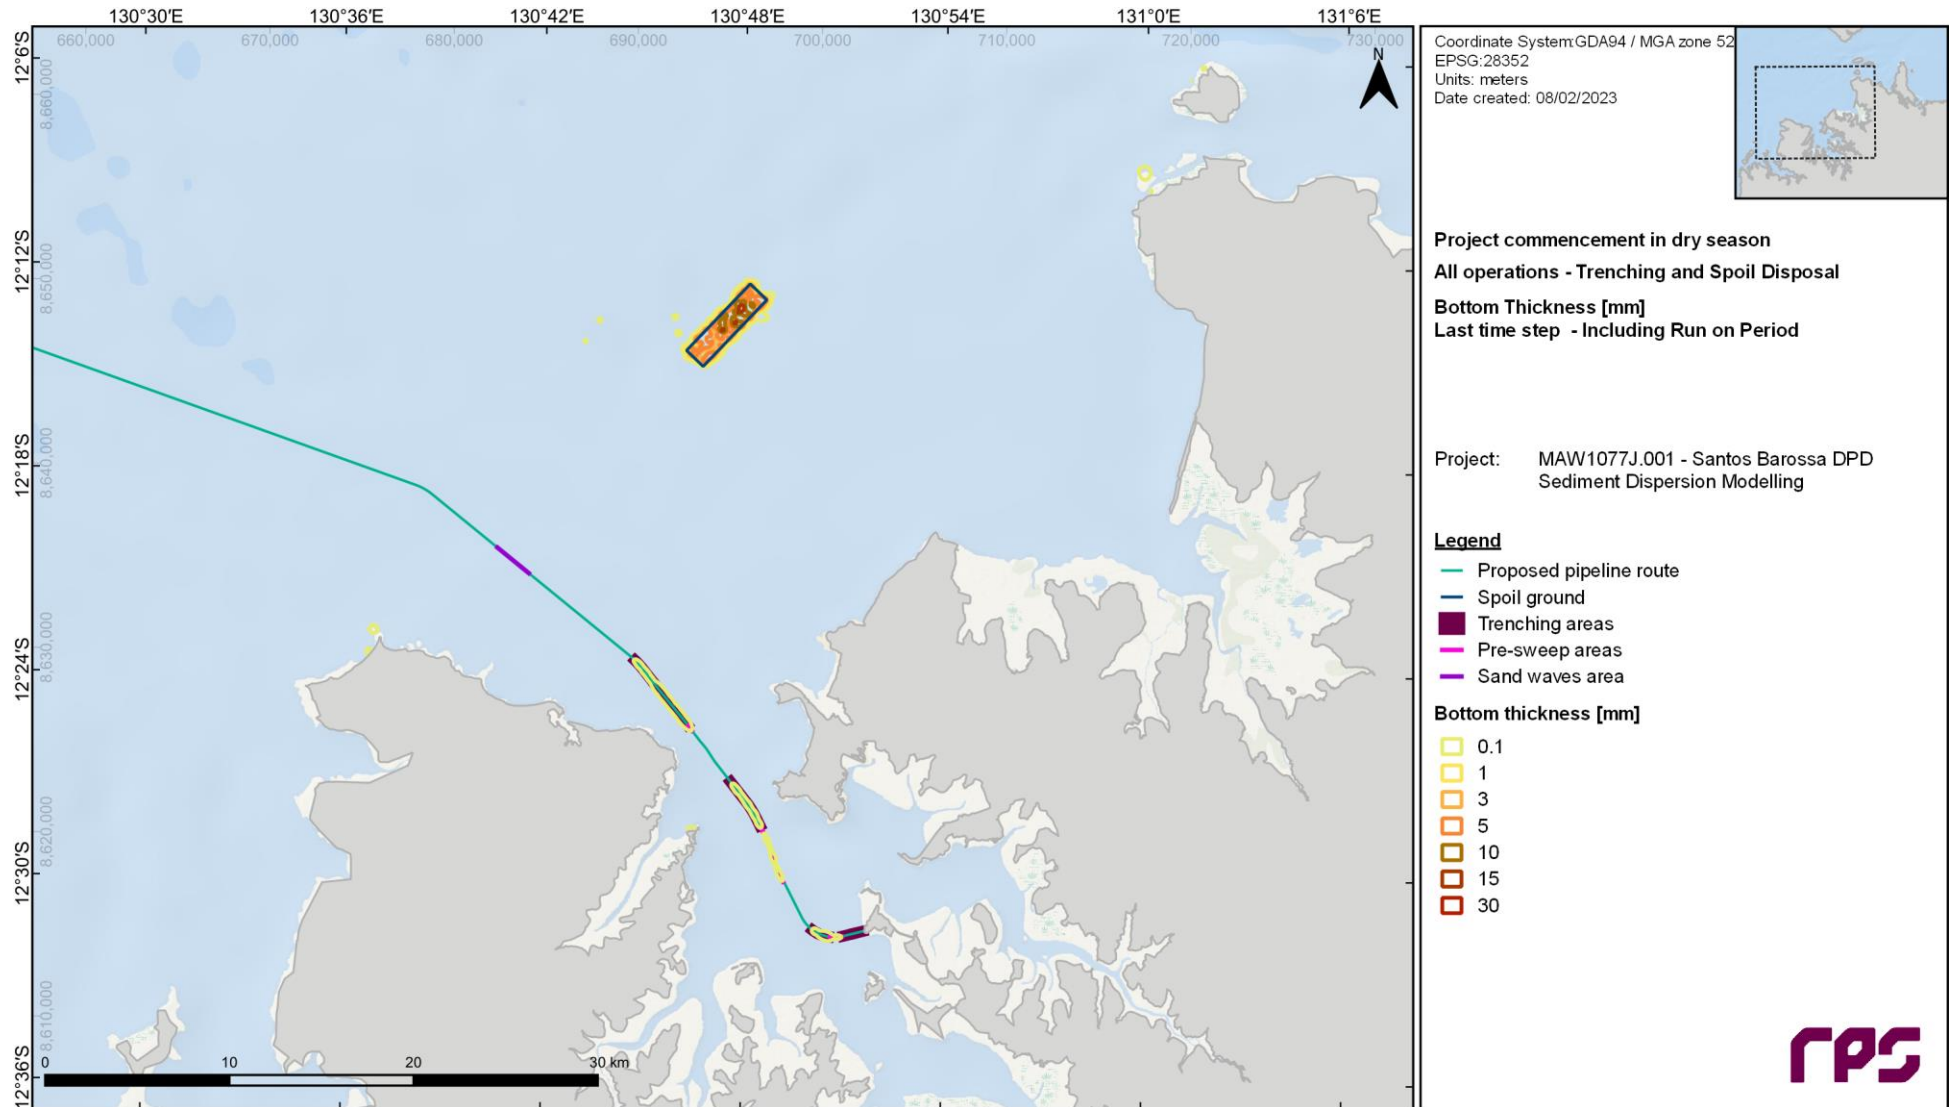 130°30'E 130°36'E 130°42'E 130°48'E 130°54'E 131°0'E 131°6'E
660,000 670,000 680,000 690,000 700,000 710,000 720,000 730,000
12°6'S
8,660,000
12°12'S
8,650,000
12°18'S
8,640,000
12°24'S
8,630,000
12°30'S
8,620,000
12°36'S
8,610,000
N
0 10 20 30 km
Coordinate System:GDA94 / MGA zone 52
EPSG:28352
Units: meters
Date created: 08/02/2023
Project commencement in dry season
All operations - Trenching and Spoil Disposal
Bottom Thickness [mm]
Last time step - Including Run on Period
Project: MAW1077J.001 - Santos Barossa DPD
Sediment Dispersion Modelling
Legend
Proposed pipeline route
Spoil ground
Trenching areas
Pre-sweep areas
Sand waves area
Bottom thickness [mm]
0.1
1
3
5
10
15
30
rps